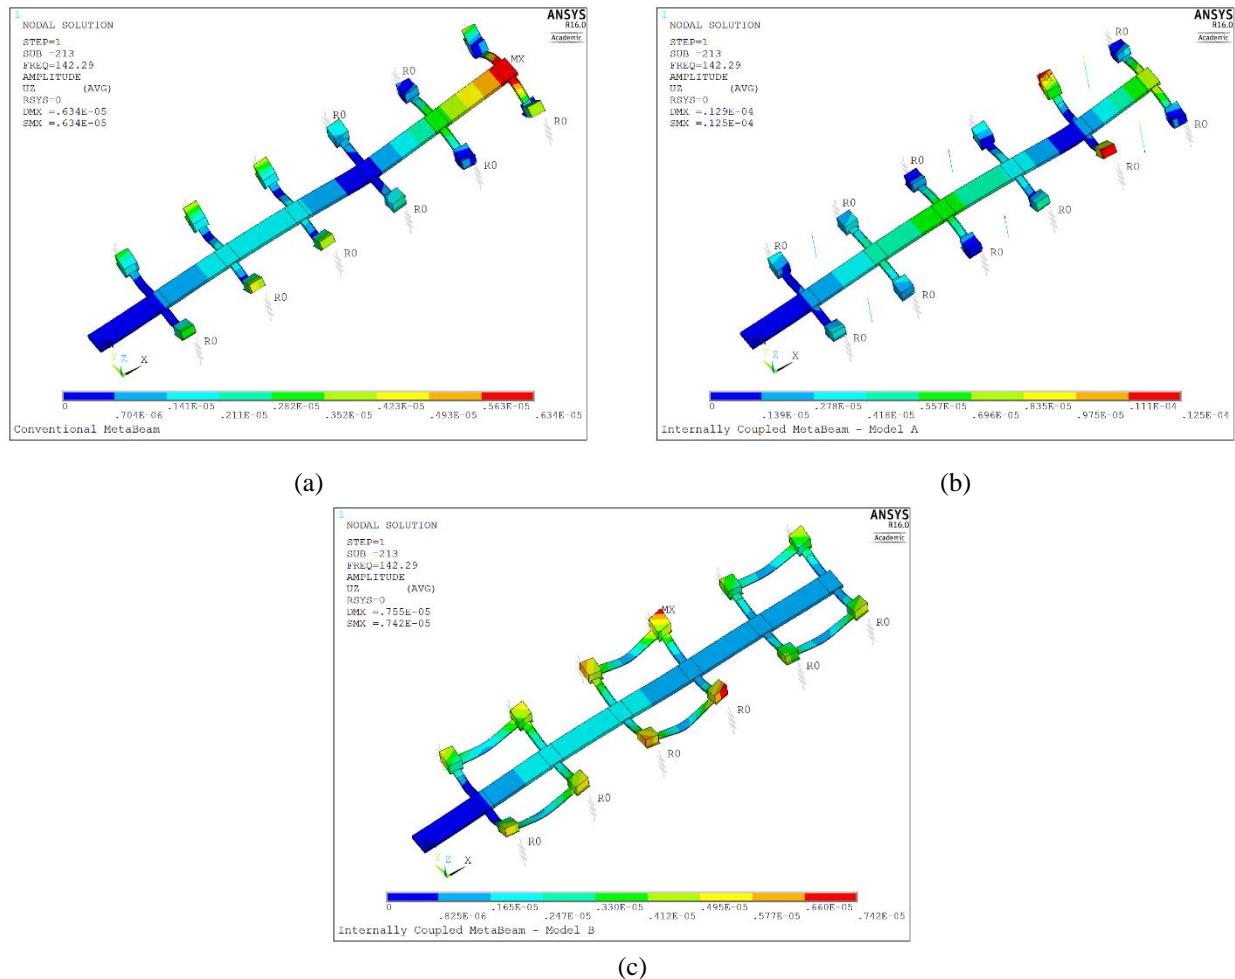 1
NODAL SOLUTION
STEP=1
SUB =213
FREQ=142.29
AMPLITUDE
UZ (AVG)
RSYS=0
DMX =.634E-05
SMX =.634E-05
ANSYS
R16.0
Academic
MX
R0
R0
R0
R0
R0
R0
R0
R0
R0
Y Z X
0 .141E-05 .282E-05 .423E-05 .563E-05
.704E-06 .211E-05 .352E-05 .493E-05 .634E-05
Conventional MetaBeam
(a)
1
NODAL SOLUTION
STEP=1
SUB =213
FREQ=142.29
AMPLITUDE
UZ (AVG)
RSYS=0
DMX =.129E-04
SMX =.125E-04
ANSYS
R16.0
Academic
R0
R0
R0
R0
R0
R0
R0
R0
R0
R0
Z X
0 .278E-05 .557E-05 .835E-05 .111E-04
.139E-05 .418E-05 .696E-05 .975E-05 .125E-04
Internally Coupled MetaBeam - Model A
(b)
1
NODAL SOLUTION
STEP=1
SUB =213
FREQ=142.29
AMPLITUDE
UZ (AVG)
RSYS=0
DMX =.755E-05
SMX =.742E-05
ANSYS
R16.0
Academic
MX
R0
R0
R0
R0
R0
R0
Y Z X
0 .165E-05 .330E-05 .495E-05 .660E-05
.825E-06 .247E-05 .412E-05 .577E-05 .742E-05
Internally Coupled MetaBeam - Model B
(c)